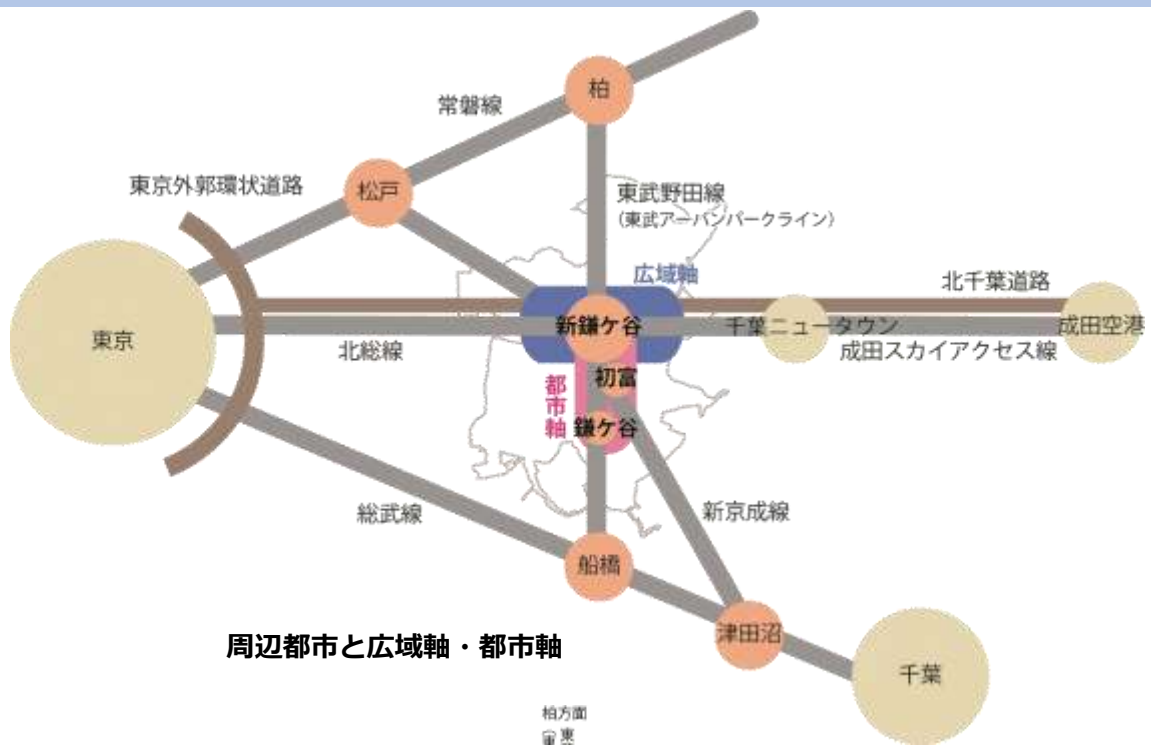 柏
常磐線
東京外郭環状道路
松戸
東武野田線
(東武アーバンパークライン)
広域軸
北千葉道路
新鎌ケ谷
千葉ニュータウン
成田空港
東京
北総線
成田スカイアクセス線
初富
都市軸
鎌ケ谷
総武線
新京成線
船橋
津田沼
千葉
周辺都市と広域軸・都市軸
柏方面